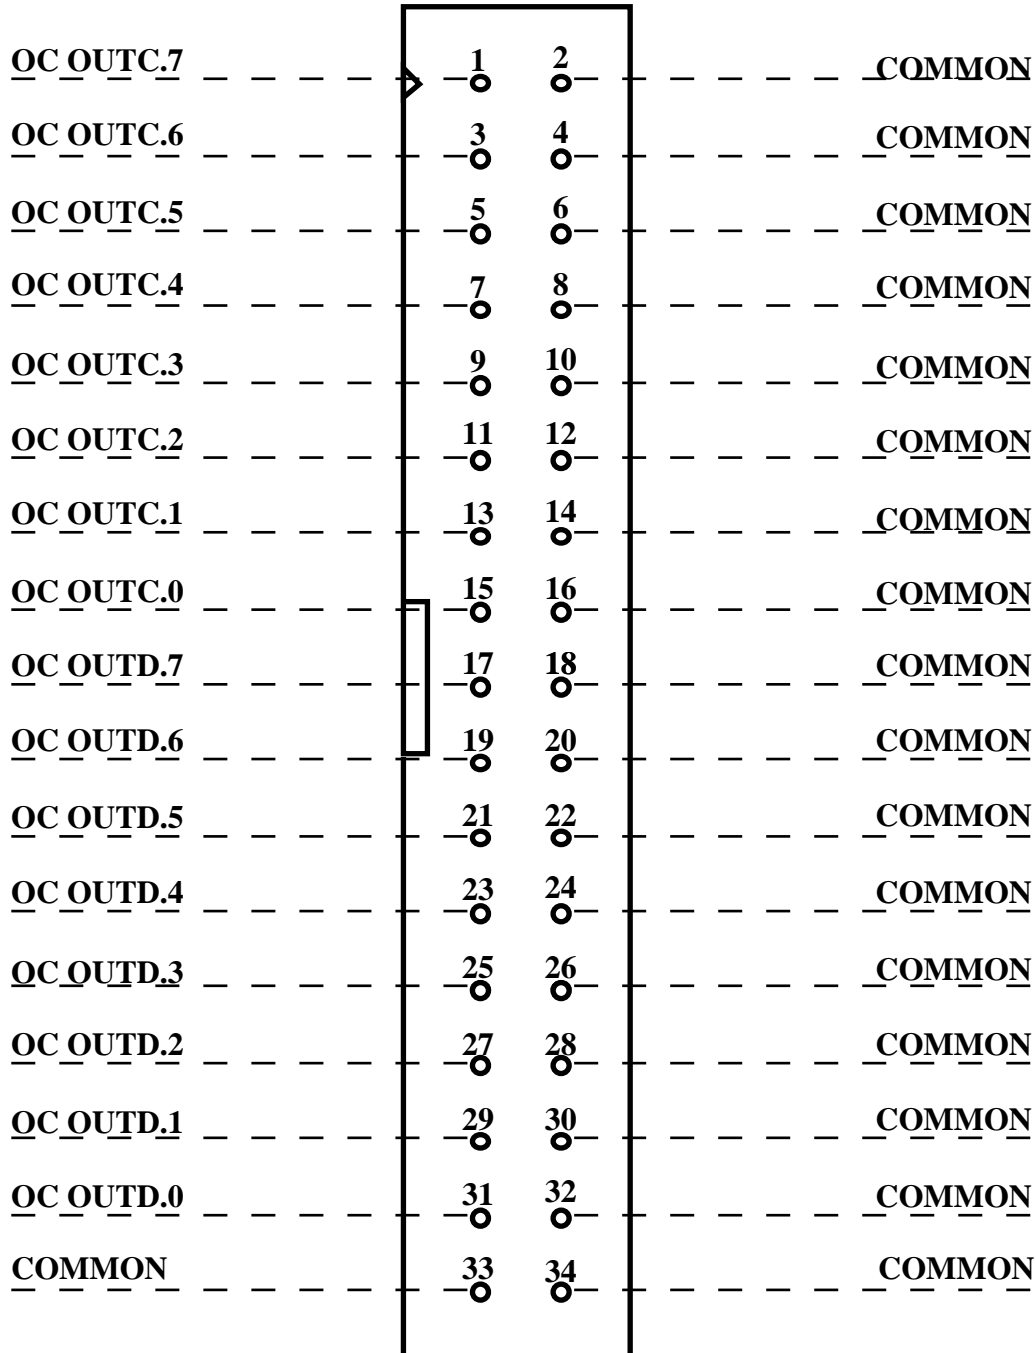 OC OUTC.7 1 2 COMMON
OC OUTC.6 3 4 COMMON
OC OUTC.5 5 6 COMMON
OC OUTC.4 7 8 COMMON
OC OUTC.3 9 10 COMMON
OC OUTC.2 11 12 COMMON
OC OUTC.1 13 14 COMMON
OC OUTC.0 15 16 COMMON
OC OUTD.7 17 18 COMMON
OC OUTD.6 19 20 COMMON
OC OUTD.5 21 22 COMMON
OC OUTD.4 23 24 COMMON
OC OUTD.3 25 26 COMMON
OC OUTD.2 27 28 COMMON
OC OUTD.1 29 30 COMMON
OC OUTD.0 31 32 COMMON
COMMON 33 34 COMMON